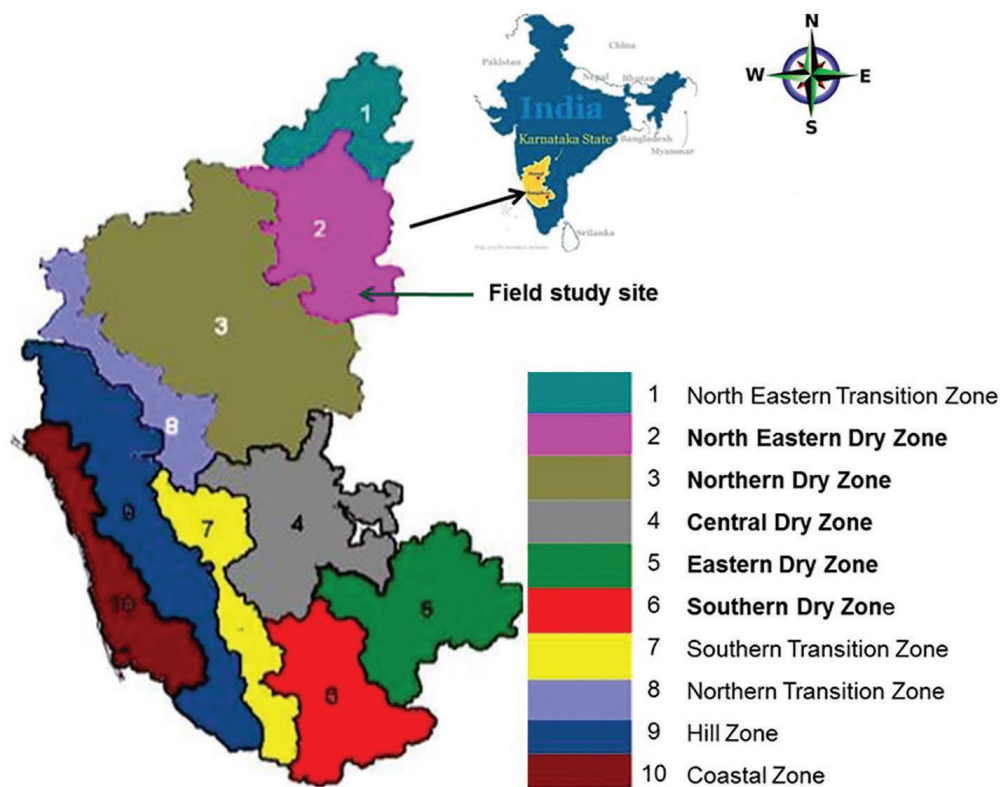 N
W E
S
China
Pakistan
Nepal Bhutan
India
Karnataka State
Bangladesh
Myanmar
Srilanka
1
2
Field study site
3
8
9
7
4
10
5
6
1 North Eastern Transition Zone
2 North Eastern Dry Zone
3 Northern Dry Zone
4 Central Dry Zone
5 Eastern Dry Zone
6 Southern Dry Zone
7 Southern Transition Zone
8 Northern Transition Zone
9 Hill Zone
10 Coastal Zone